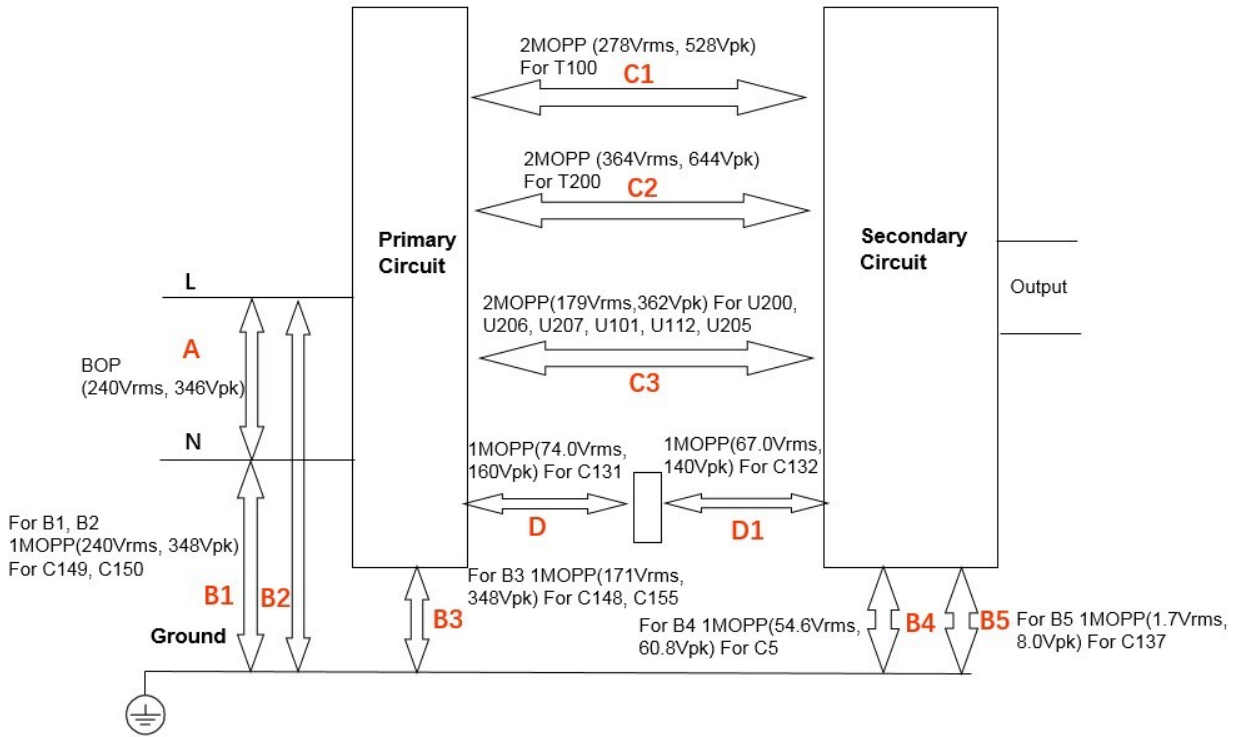 2MOPP (278Vrms, 528Vpk)
For T100
C1
2MOPP (364Vrms, 644Vpk)
For T200
C2
Primary
Circuit
Secondary
Circuit
L
Output
2MOPP(179Vrms,362Vpk) For U200,
U206, U207, U101, U112, U205
A
BOP
(240Vrms, 346Vpk)
C3
N
1MOPP(74.0Vrms,
160Vpk) For C131
1MOPP(67.0Vrms,
140Vpk) For C132
D
D1
For B1, B2
1MOPP(240Vrms, 348Vpk)
For C149, C150
B1
B2
Ground
For B3 1MOPP(171Vrms,
348Vpk)For C148, C155
B3
For B4 1MOPP(54.6Vrms,
60.8Vpk) For C5
B4
B5
For B5 1MOPP(1.7Vrms,
8.0Vpk) For C137